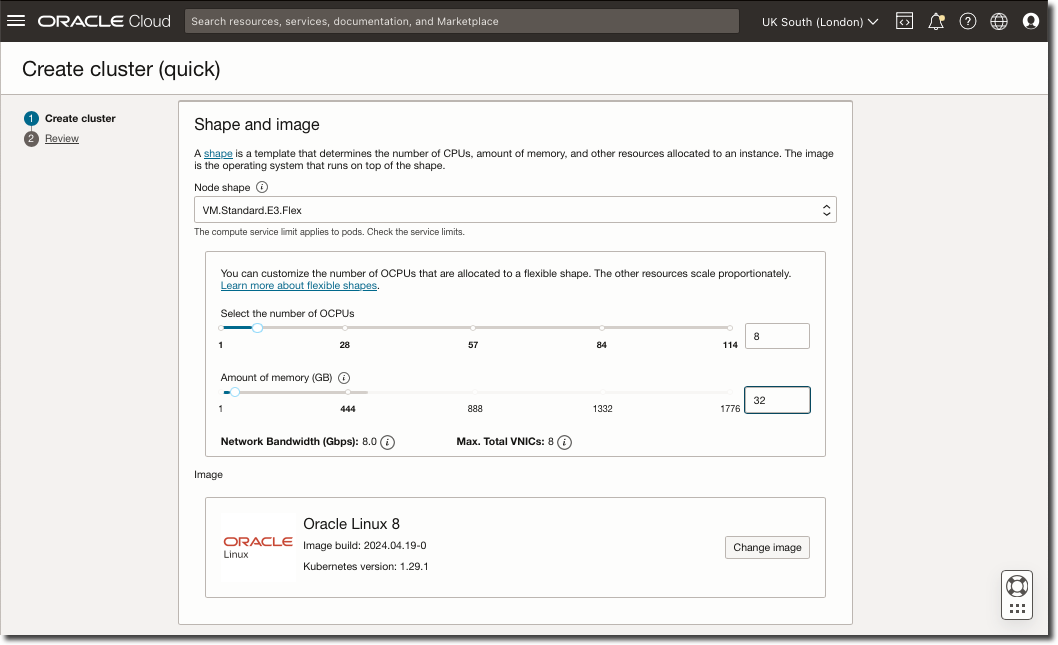 ORACLE Cloud
Search resources, services, documentation, and Marketplace
UK South (London)
Create cluster (quick)
1 Create cluster
2 Review
Shape and image
A shape is a template that determines the number of CPUs, amount of memory, and other resources allocated to an instance. The image
is the operating system that runs on top of the shape.
Node shape
VM.Standard.E3.Flex
The compute service limit applies to pods. Check the service limits.
You can customize the number of OCPUs that are allocated to a flexible shape. The other resources scale proportionately.
Learn more about flexible shapes.
Select the number of OCPUs
8
1 28 57 84 114
Amount of memory (GB)
32
1 444 888 1332 1776
Network Bandwidth (Gbps): 8.0 Max. Total VNICs: 8
Image
ORACLE
Linux
Oracle Linux 8
Image build: 2024.04.19-0
Kubernetes version: 1.29.1
Change image